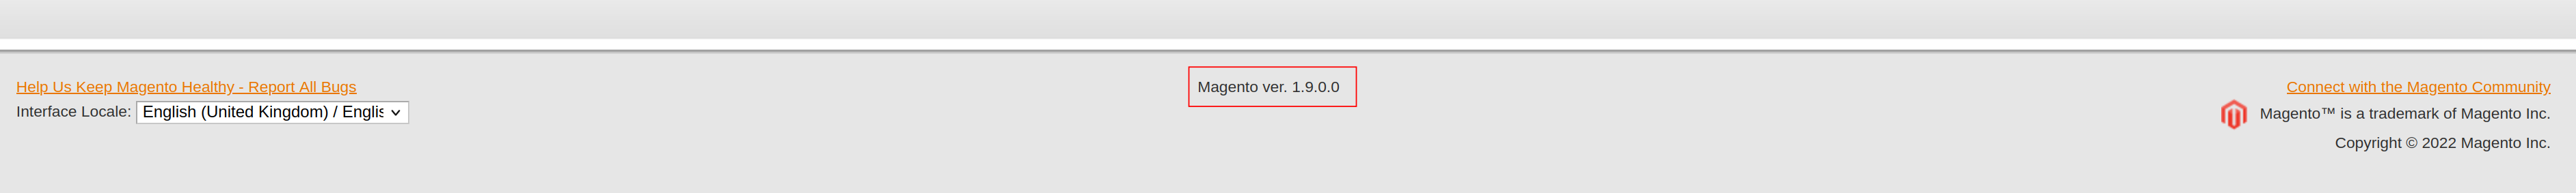 Help Us Keep Magento Healthy - Report All Bugs
Interface Locale: English (United Kingdom) / Englis
Magento ver. 1.9.0.0
Connect with the Magento Community
Magento™ is a trademark of Magento Inc.
Copyright © 2022 Magento Inc.